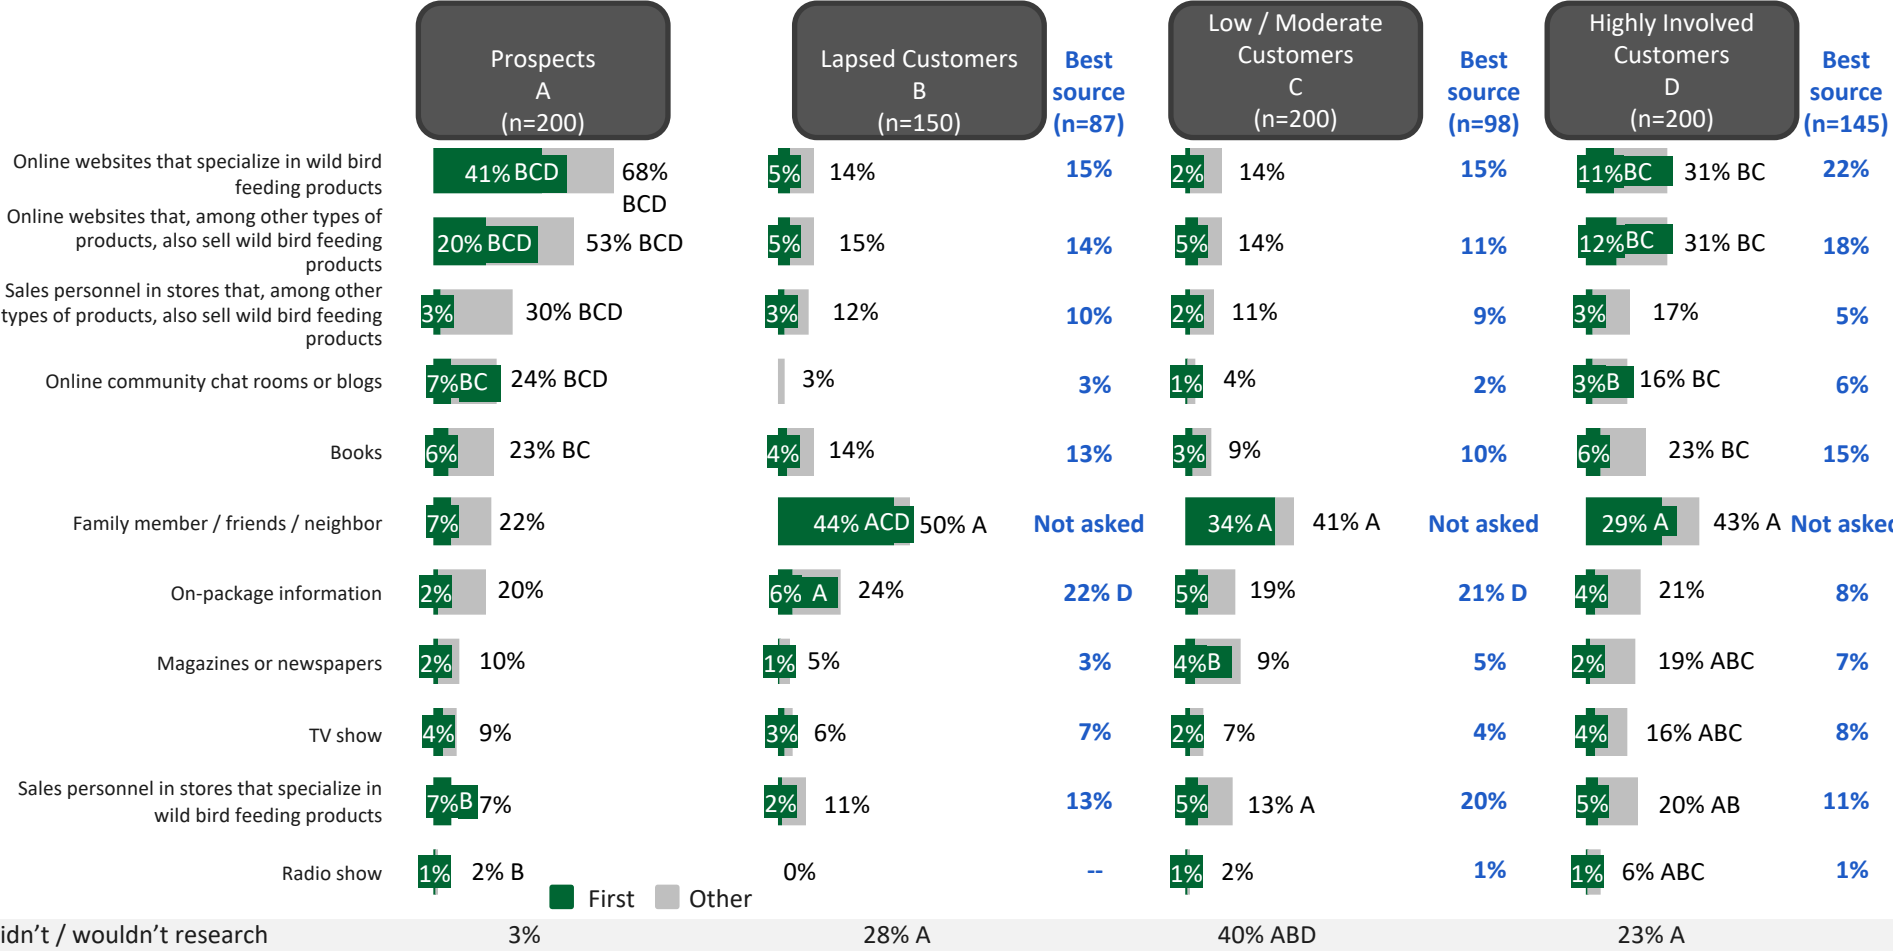 Prospects
A
(n=200)
Lapsed Customers
B
(n=150)
Best
source
(n=87)
Low / Moderate
Customers
C
(n=200)
Best
source
(n=98)
Highly Involved
Customers
D
(n=200)
Best
source
(n=145)
Online websites that specialize in wild bird
feeding products
41% BCD 68%
BCD
5% 14% 15% 2% 14% 15% 11% BC 31% BC 22%
Online websites that, among other types of
products, also sell wild bird feeding
products
20% BCD 53% BCD 5% 15% 14% 5% 14% 11% 12% BC 31% BC 18%
Sales personnel in stores that, among other
types of products, also sell wild bird feeding
products
3% 30% BCD 3% 12% 10% 2% 11% 9% 3% 17% 5%
Online community chat rooms or blogs 7% BC 24% BCD 3% 3% 1% 4% 2% 3% B 16% BC 6%
Books 6% 23% BC 4% 14% 13% 3% 9% 10% 6% 23% BC 15%
Family member / friends / neighbor 7% 22% 44% ACD 50% A Not asked 34% A 41% A Not asked 29% A 43% A Not asked
On-package information 2% 20% 6% A 24% 22% D 5% 19% 21% D 4% 21% 8%
Magazines or newspapers 2% 10% 1% 5% 3% 4% B 9% 5% 2% 19% ABC 7%
TV show 4% 9% 3% 6% 7% 2% 7% 4% 4% 16% ABC 8%
Sales personnel in stores that specialize in
wild bird feeding products
7% B 7% 2% 11% 13% 5% 13% A 20% 5% 20% AB 11%
Radio show 1% 2% B 0% -- 1% 2% 1% 1% 6% ABC 1%
First Other
idn't / wouldn't research 3% 28% A 40% ABD 23% A